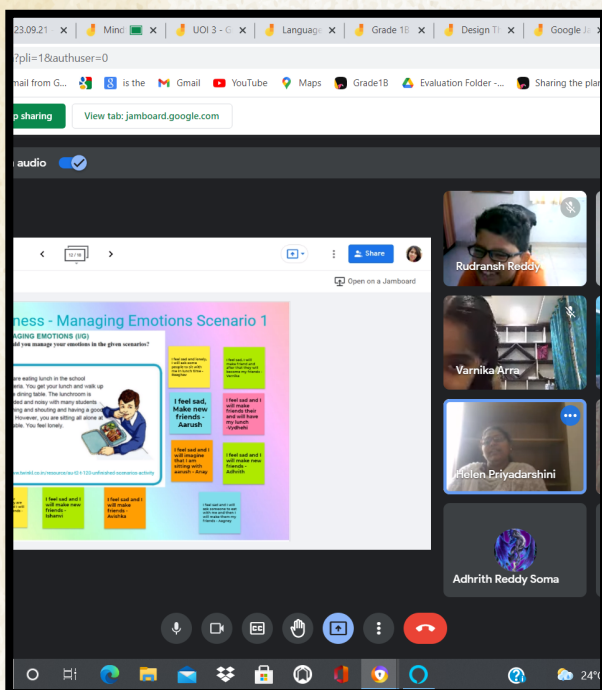 23.09.21
Mind
UOI 3 - G
Language
Grade 1B
Design Th
Google Ja
?pli=1&authuser=0
mail from G...
is the
Gmail
YouTube
Maps
Grade1B
Evaluation Folder -...
Sharing the plan
p sharing
View tab: jamboard.google.com
audio
12 / 18
Share
Open on a Jamboard
ness - Managing Emotions Scenario 1
AGING EMOTIONS (I/G)
ld you manage your emotions in the given scenarios?
are eating lunch in the school
eria. You get your lunch and walk up
e dining table. The lunchroom is
ded and noisy with many students
ing and shouting and having a good
However, you are sitting all alone at
able. You feel lonely.
I feel sad,
Make new
friends -
Aarush
I feel sad and I
will make
friends their
and will have
my lunch
-Vydhehi
I feel sad and I
will imagine
that I am
sitting with
aarush - Anay
I feel sad and I
will make new
friends -
Adhrith
I feel sad and I
will make new
friends -
Ishanvi
I feel sad and I
will make
friends -
Avishka
Rudransh Reddy
Varnika Arra
Helen Priyadarshini
Adhrith Reddy Soma
CC
24°C